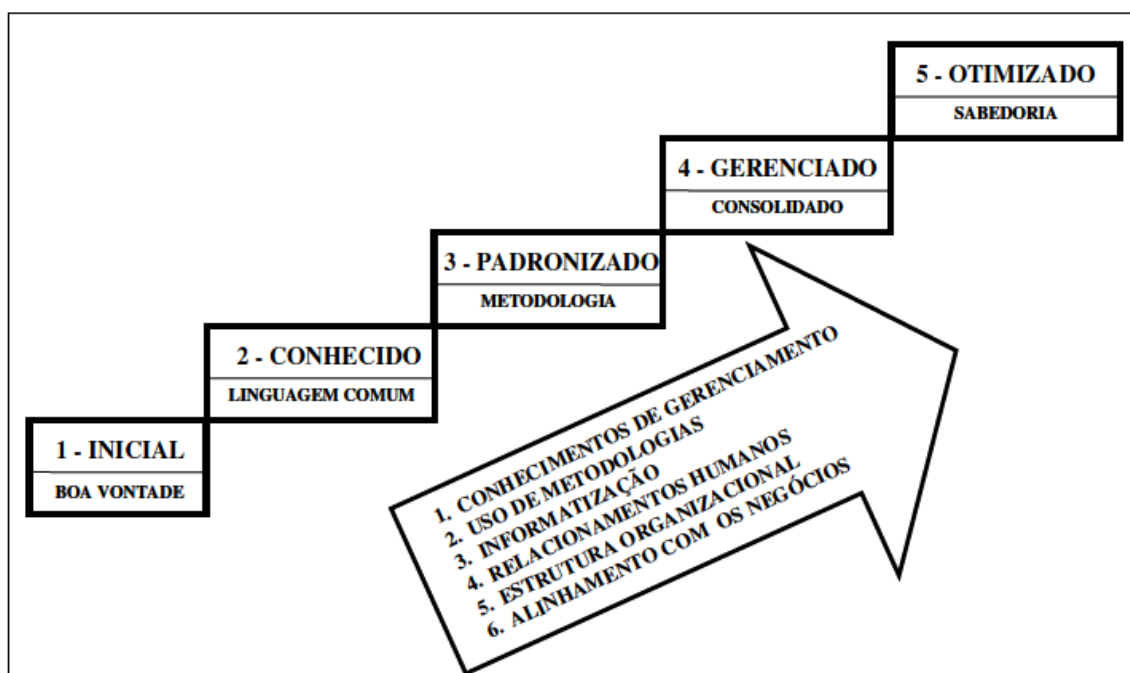 5 - OTIMIZADO
SABEDORIA
4 - GERENCIADO
CONSOLIDADO
3 - PADRONIZADO
METODOLOGIA
2 - CONHECIDO
LINGUAGEM COMUM
1 - INICIAL
BOA VONTADE
1. CONHECIMENTOS DE GERENCIAMENTO
2. USO DE METODOLOGIAS
3. INFORMATIZAÇÃO
4. RELACIONAMENTOS HUMANOS
5. ESTRUTURA ORGANIZACIONAL
6. ALINHAMENTO COM OS NEGÓCIOS